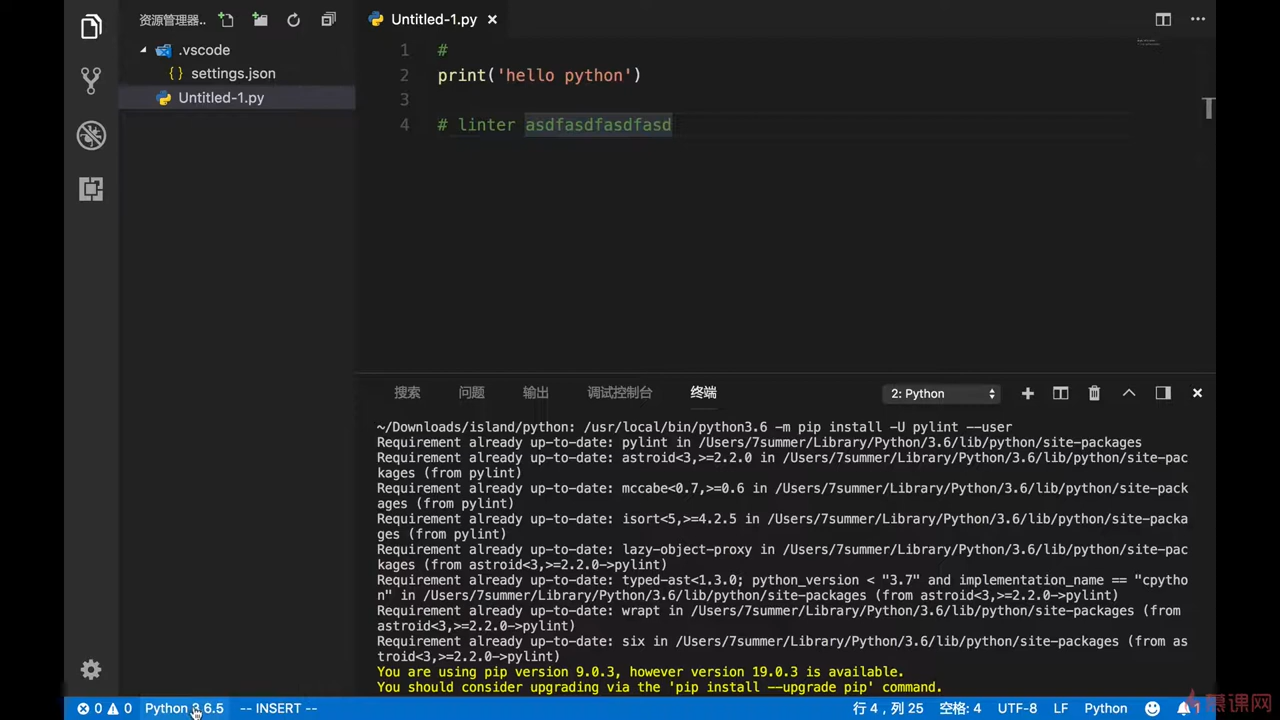 资源管理器..
Untitled-1.py
.vscode
settings.json
Untitled-1.py
1 #
2 print('hello python')
3
4 # linter asdfasdfasdfasd
搜索 问题 输出 调试控制台 终端
2: Python
~/Downloads/island/python: /usr/local/bin/python3.6 -m pip install -U pylint --user
Requirement already up-to-date: pylint in /Users/7summer/Library/Python/3.6/lib/python/site-packages
Requirement already up-to-date: astroid<3,>=2.2.0 in /Users/7summer/Library/Python/3.6/lib/python/site-pac
kages (from pylint)
Requirement already up-to-date: mccabe<0.7,>=0.6 in /Users/7summer/Library/Python/3.6/lib/python/site-pack
ages (from pylint)
Requirement already up-to-date: isort<5,>=4.2.5 in /Users/7summer/Library/Python/3.6/lib/python/site-packa
ges (from pylint)
Requirement already up-to-date: lazy-object-proxy in /Users/7summer/Library/Python/3.6/lib/python/site-pac
kages (from astroid<3,>=2.2.0->pylint)
Requirement already up-to-date: typed-ast<1.3.0; python_version < "3.7" and implementation_name == "cpytho
n" in /Users/7summer/Library/Python/3.6/lib/python/site-packages (from astroid<3,>=2.2.0->pylint)
Requirement already up-to-date: wrapt in /Users/7summer/Library/Python/3.6/lib/python/site-packages (from
astroid<3,>=2.2.0->pylint)
Requirement already up-to-date: six in /Users/7summer/Library/Python/3.6/lib/python/site-packages (from as
troid<3,>=2.2.0->pylint)
You are using pip version 9.0.3, however version 19.0.3 is available.
You should consider upgrading via the 'pip install --upgrade pip' command.
0 0 Python 3.6.5 -- INSERT -- 行 4，列 25 空格: 4 UTF-8 LF Python 1
慕课网